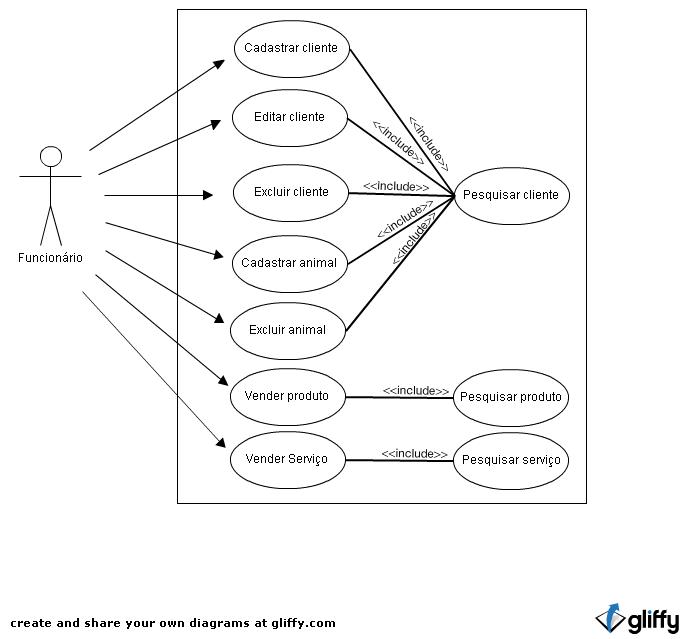 Cadastrar cliente
<<include>>
Editar cliente
<<include>>
Excluir cliente
<<include>>
Pesquisar cliente
Funcionário
Cadastrar animal
<<include>>
Excluir animal
<<include>>
Vender produto
<<include>>
Pesquisar produto
Vender Serviço
<<include>>
Pesquisar serviço
create and share your own diagrams at gliffy.com
gliffy